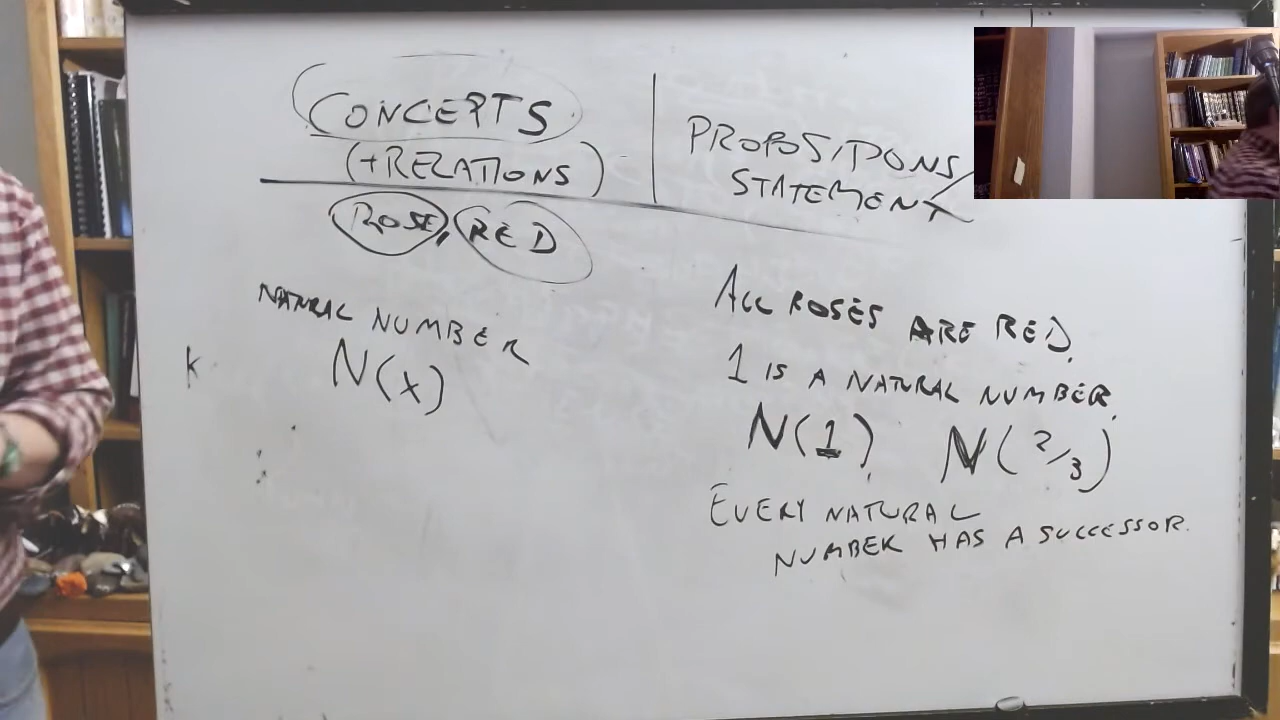 CONCEPTS
(+RELATIONS)
ROSE, RED
NATURAL NUMBER
N(x)
K
PROPOSITIONS/
STATEMENT
ALL ROSES ARE RED.
1 IS A NATURAL NUMBER.
N(1), N(2/3)
EVERY NATURAL
NUMBER HAS A SUCCESSOR.